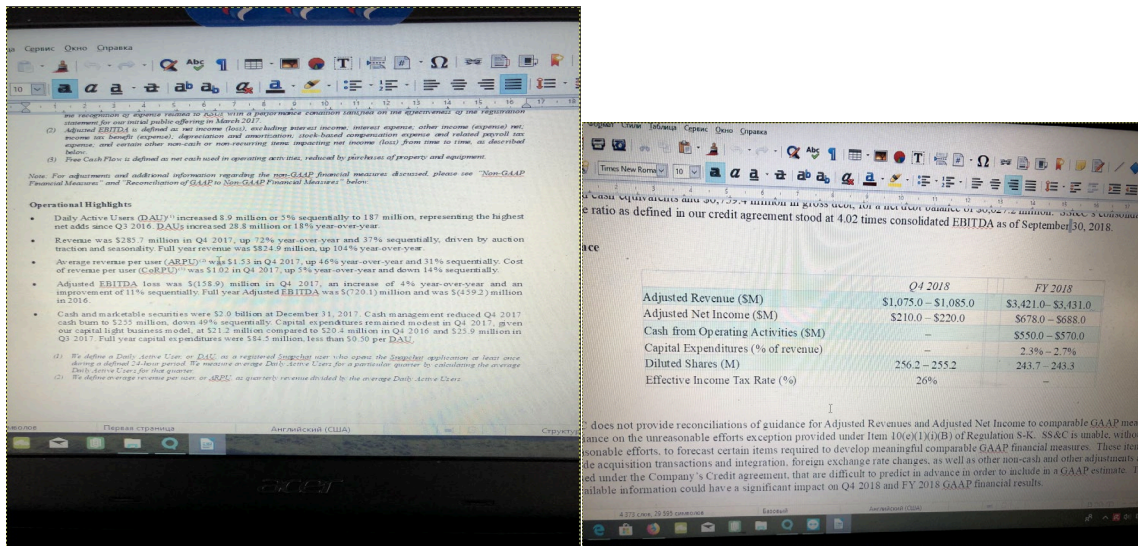 Сервис Окно Справка
10
1 2 3 4 5 6 7 8 9 10 11 12 13 14 15 16 17 18
the recognition of expense related to RSUs with a performance condition satisfied on the effectiveness of the registration
statement for our initial public offering in March 2017.
(2) Adjusted EBITDA is defined as net income (loss), excluding interest income; interest expense; other income (expense) net;
income tax benefit (expense); depreciation and amortization; stock-based compensation expense and related payroll tax
expense; and certain other non-cash or non-recurring items impacting net income (loss) from time to time, as described
below.
(3) Free Cash Flow is defined as net cash used in operating activities, reduced by purchases of property and equipment.
Note: For adjustments and additional information regarding the non-GAAP financial measures discussed, please see "Non-GAAP
Financial Measures" and "Reconciliation of GAAP to Non-GAAP Financial Measures" below.
Operational Highlights
• Daily Active Users (DAU)(1) increased 8.9 million or 5% sequentially to 187 million, representing the highest
net adds since Q3 2016. DAUs increased 28.8 million or 18% year-over-year.
• Revenue was $285.7 million in Q4 2017, up 72% year-over-year and 37% sequentially, driven by auction
traction and seasonality. Full year revenue was $824.9 million, up 104% year-over-year.
• Average revenue per user (ARPU)(2) was $1.53 in Q4 2017, up 46% year-over-year and 31% sequentially. Cost
of revenue per user (CoRPU) was $1.02 in Q4 2017, up 5% year-over-year and down 14% sequentially.
• Adjusted EBITDA loss was $(158.9) million in Q4 2017, an increase of 4% year-over-year and an
improvement of 11% sequentially. Full year Adjusted EBITDA was $(720.1) million and was $(459.2) million
in 2016.
• Cash and marketable securities were $2.0 billion at December 31, 2017. Cash management reduced Q4 2017
cash burn to $255 million, down 49% sequentially. Capital expenditures remained modest in Q4 2017, given
our capital light business model, at $21.2 million compared to $20.4 million in Q4 2016 and $25.9 million in
Q3 2017. Full year capital expenditures were $84.5 million, less than $0.50 per DAU.
(1) We define a Daily Active User, or DAU, as a registered Snapchat user who opens the Snapchat application at least once
during a defined 24-hour period. We measure average Daily Active Users for a particular quarter by calculating the average
Daily Active Users for that quarter.
(2) We define average revenue per user, or ARPU, as quarterly revenue divided by the average Daily Active Users.
Первая страница Английский (США)
acer
Стили Таблица Сервис Окно Справка
Times New Roma 10
e ratio as defined in our credit agreement stood at 4.02 times consolidated EBITDA as of September 30, 2018.
Q4 2018 FY 2018
Adjusted Revenue ($M) $1,075.0 – $1,085.0 $3,421.0– $3,431.0
Adjusted Net Income ($M) $210.0 – $220.0 $678.0 – $688.0
Cash from Operating Activities ($M) – $550.0 – $570.0
Capital Expenditures (% of revenue) – 2.3% – 2.7%
Diluted Shares (M) 256.2 – 255.2 243.7 – 243.3
Effective Income Tax Rate (%) 26% –
does not provide reconciliations of guidance for Adjusted Revenues and Adjusted Net Income to comparable GAAP mea
iance on the unreasonable efforts exception provided under Item 10(e)(1)(i)(B) of Regulation S-K. SS&C is unable, witho
sonable efforts, to forecast certain items required to develop meaningful comparable GAAP financial measures. These iter
de acquisition transactions and integration, foreign exchange rate changes, as well as other non-cash and other adjustments
ed under the Company's Credit agreement, that are difficult to predict in advance in order to include in a GAAP estimate.
ailable information could have a significant impact on Q4 2018 and FY 2018 GAAP financial results.
Базовый Английский (США)